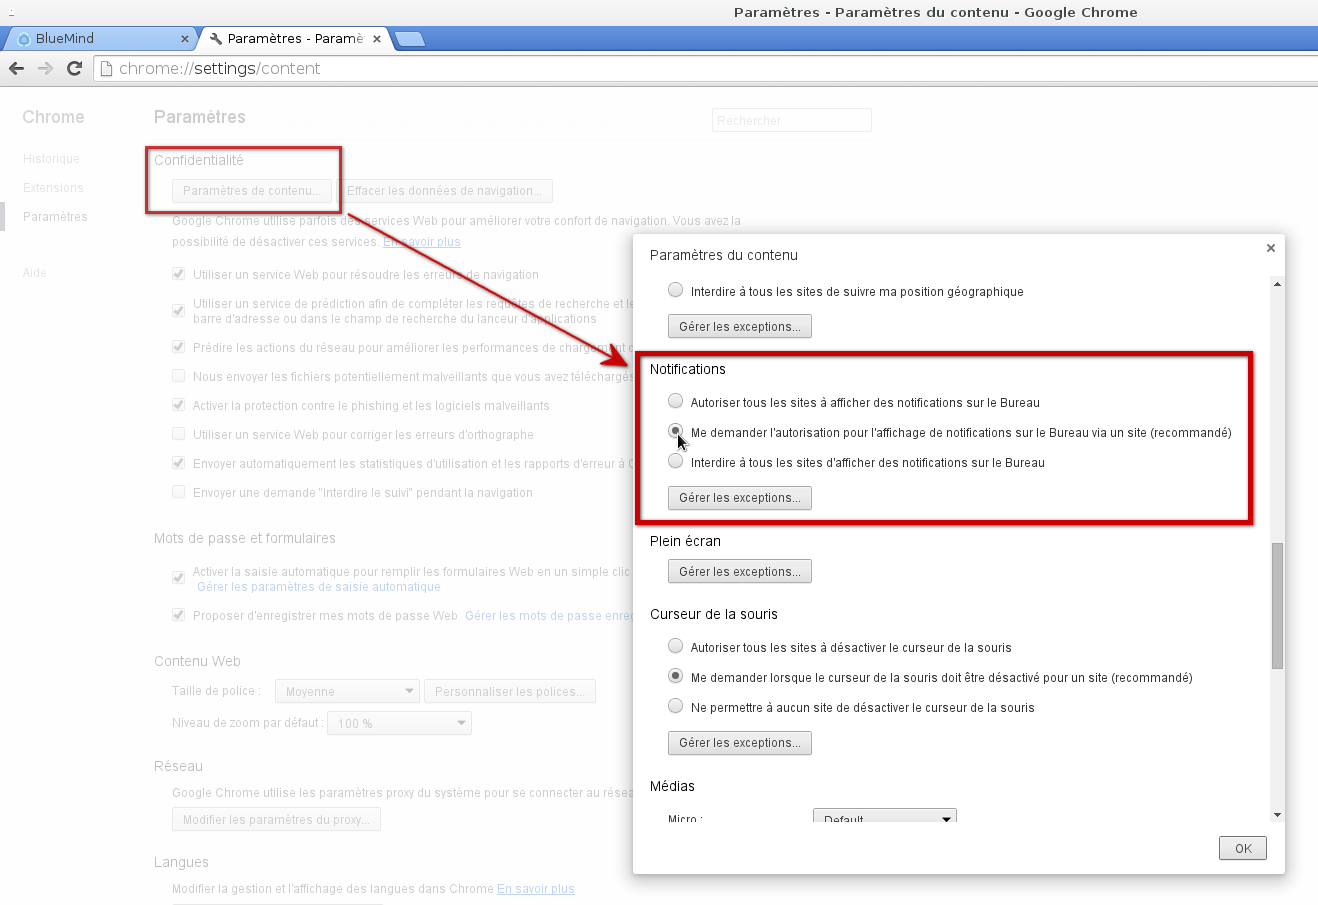 Paramètres - Paramètres du contenu - Google Chrome
BlueMind
Paramètres - Paramè
chrome://settings/content
Chrome
Historique
Extensions
Paramètres
Aide
Paramètres
Rechercher
Confidentialité
Paramètres de contenu... Effacer les données de navigation...
Google Chrome utilise parfois des services Web pour améliorer votre confort de navigation. Vous avez la
possibilité de désactiver ces services. En savoir plus
Utiliser un service Web pour résoudre les erreurs de navigation
Utiliser un service de prédiction afin de compléter les requêtes de recherche et le
barre d'adresse ou dans le champ de recherche du lanceur d'applications
Prédire les actions du réseau pour améliorer les performances de chargement
Nous envoyer les fichiers potentiellement malveillants que vous avez téléchargés
Activer la protection contre le phishing et les logiciels malveillants
Utiliser un service Web pour corriger les erreurs d'orthographe
Envoyer automatiquement les statistiques d'utilisation et les rapports d'erreur à
Envoyer une demande "Interdire le suivi" pendant la navigation
Mots de passe et formulaires
Activer la saisie automatique pour remplir les formulaires Web en un simple clic
Gérer les paramètres de saisie automatique
Proposer d'enregistrer mes mots de passe Web Gérer les mots de passe enreg
Contenu Web
Taille de police : Moyenne Personnaliser les polices...
Niveau de zoom par défaut : 100 %
Réseau
Google Chrome utilise les paramètres proxy du système pour se connecter au résea
Modifier les paramètres du proxy...
Langues
Modifier la gestion et l'affichage des langues dans Chrome En savoir plus
Paramètres du contenu
Interdire à tous les sites de suivre ma position géographique
Gérer les exceptions...
Notifications
Autoriser tous les sites à afficher des notifications sur le Bureau
Me demander l'autorisation pour l'affichage de notifications sur le Bureau via un site (recommandé)
Interdire à tous les sites d'afficher des notifications sur le Bureau
Gérer les exceptions...
Plein écran
Gérer les exceptions...
Curseur de la souris
Autoriser tous les sites à désactiver le curseur de la souris
Me demander lorsque le curseur de la souris doit être désactivé pour un site (recommandé)
Ne permettre à aucun site de désactiver le curseur de la souris
Gérer les exceptions...
Médias
Micro : Default
OK